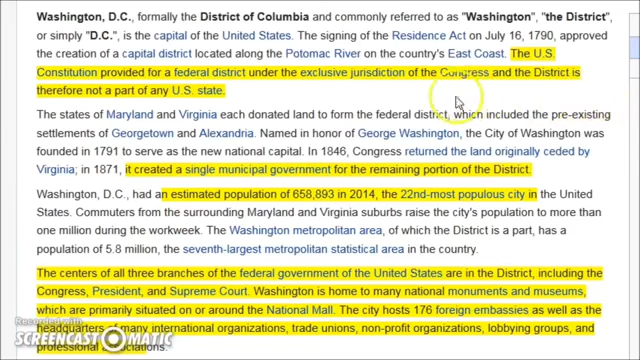 Washington, D.C., formally the District of Columbia and commonly referred to as "Washington", "the District",
or simply "D.C.", is the capital of the United States. The signing of the Residence Act on July 16, 1790, approved
the creation of a capital district located along the Potomac River on the country's East Coast. The U.S.
Constitution provided for a federal district under the exclusive jurisdiction of the Congress and the District is
therefore not a part of any U.S. state.
The states of Maryland and Virginia each donated land to form the federal district, which included the pre-existing
settlements of Georgetown and Alexandria. Named in honor of George Washington, the City of Washington was
founded in 1791 to serve as the new national capital. In 1846, Congress returned the land originally ceded by
Virginia; in 1871, it created a single municipal government for the remaining portion of the District.
Washington, D.C., had an estimated population of 658,893 in 2014, the 22nd-most populous city in the United
States. Commuters from the surrounding Maryland and Virginia suburbs raise the city's population to more than
one million during the workweek. The Washington metropolitan area, of which the District is a part, has a
population of 5.8 million, the seventh-largest metropolitan statistical area in the country.
The centers of all three branches of the federal government of the United States are in the District, including the
Congress, President, and Supreme Court. Washington is home to many national monuments and museums,
which are primarily situated on or around the National Mall. The city hosts 176 foreign embassies as well as the
headquarters of many international organizations, trade unions, non-profit organizations, lobbying groups, and
professional associations.
Recorded with
SCREENCAST-O-MATIC